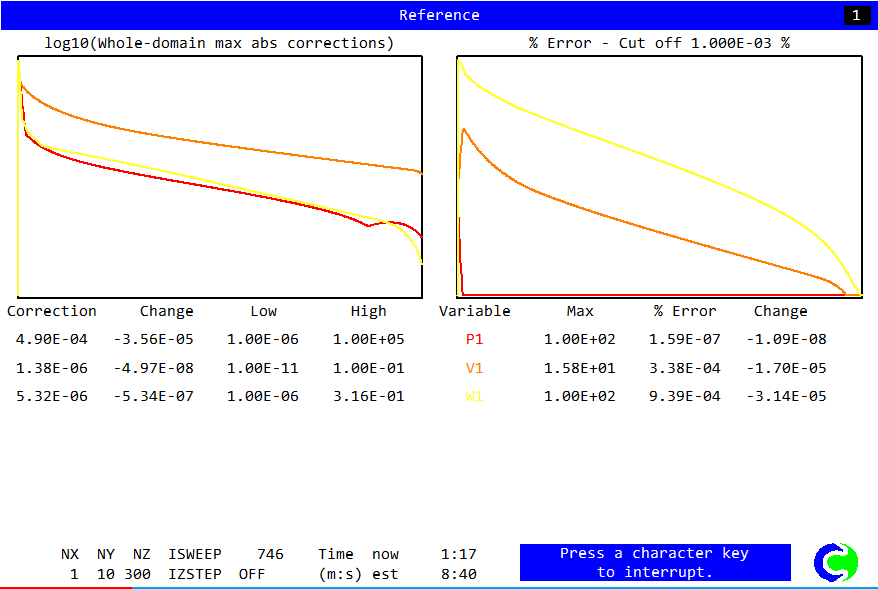 Reference 1
log10(Whole-domain max abs corrections) % Error - Cut off 1.000E-03 %
Correction Change Low High Variable Max % Error Change
4.90E-04 -3.56E-05 1.00E-06 1.00E+05 P1 1.00E+02 1.59E-07 -1.09E-08
1.38E-06 -4.97E-08 1.00E-11 1.00E-01 V1 1.58E+01 3.38E-04 -1.70E-05
5.32E-06 -5.34E-07 1.00E-06 3.16E-01 W1 1.00E+02 9.39E-04 -3.14E-05
NX NY NZ ISWEEP 746 Time now 1:17 Press a character key
1 10 300 IZSTEP OFF (m:s) est 8:40 to interrupt.